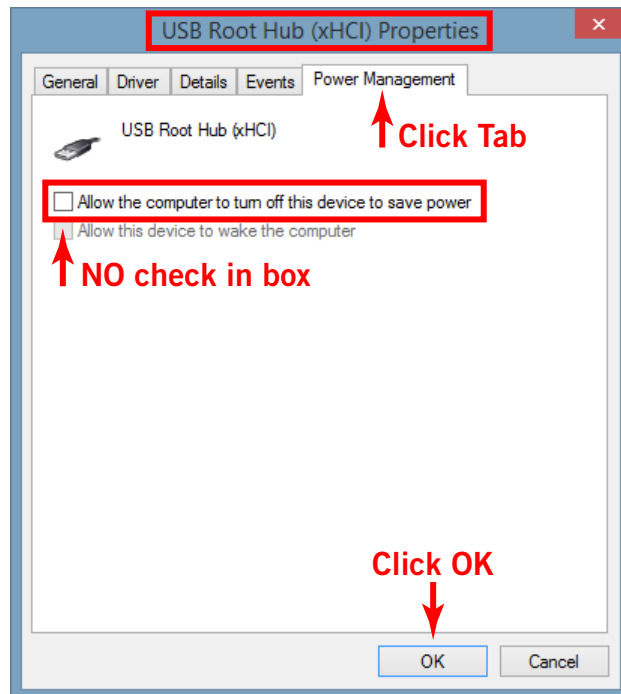 USB Root Hub (xHCI) Properties
General Driver Details Events Power Management
USB Root Hub (xHCI)
Click Tab
Allow the computer to turn off this device to save power
Allow this device to wake the computer
NO check in box
Click OK
OK Cancel